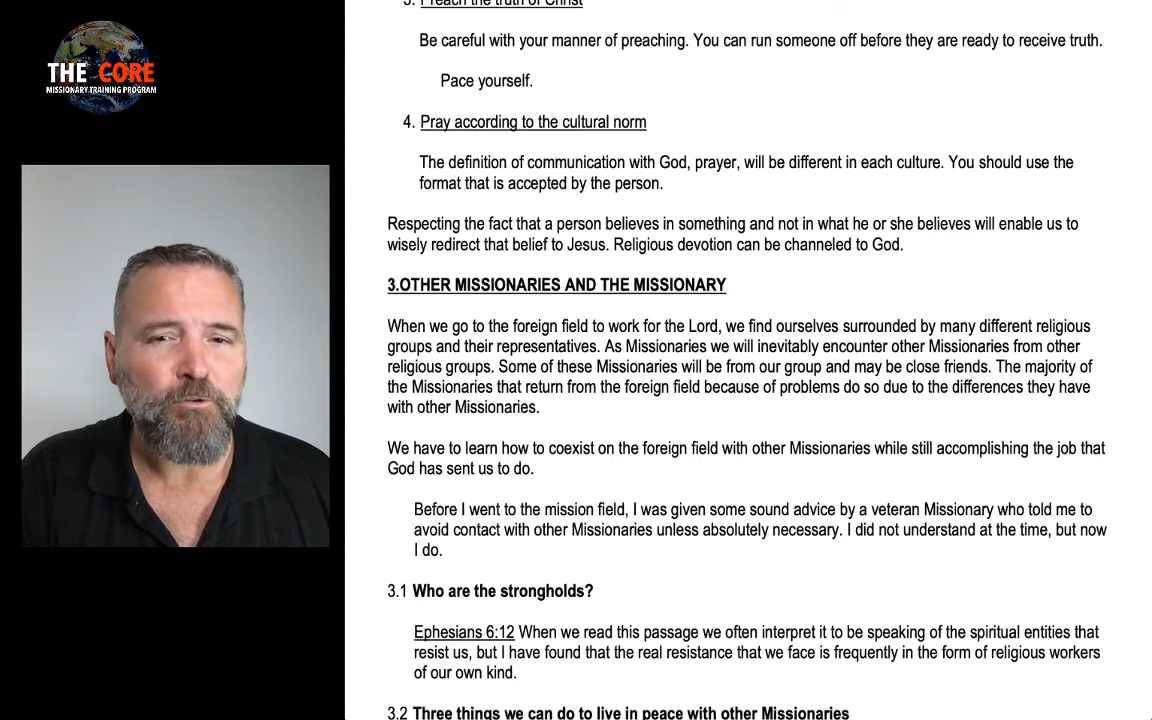 THE CORE
MISSIONARY TRAINING PROGRAM
3. Preach the truth of Christ
Be careful with your manner of preaching. You can run someone off before they are ready to receive truth.
Pace yourself.
4. Pray according to the cultural norm
The definition of communication with God, prayer, will be different in each culture. You should use the
format that is accepted by the person.
Respecting the fact that a person believes in something and not in what he or she believes will enable us to
wisely redirect that belief to Jesus. Religious devotion can be channeled to God.
3.OTHER MISSIONARIES AND THE MISSIONARY
When we go to the foreign field to work for the Lord, we find ourselves surrounded by many different religious
groups and their representatives. As Missionaries we will inevitably encounter other Missionaries from other
religious groups. Some of these Missionaries will be from our group and may be close friends. The majority of
the Missionaries that return from the foreign field because of problems do so due to the differences they have
with other Missionaries.
We have to learn how to coexist on the foreign field with other Missionaries while still accomplishing the job that
God has sent us to do.
Before I went to the mission field, I was given some sound advice by a veteran Missionary who told me to
avoid contact with other Missionaries unless absolutely necessary. I did not understand at the time, but now
I do.
3.1 Who are the strongholds?
Ephesians 6:12 When we read this passage we often interpret it to be speaking of the spiritual entities that
resist us, but I have found that the real resistance that we face is frequently in the form of religious workers
of our own kind.
3.2 Three things we can do to live in peace with other Missionaries